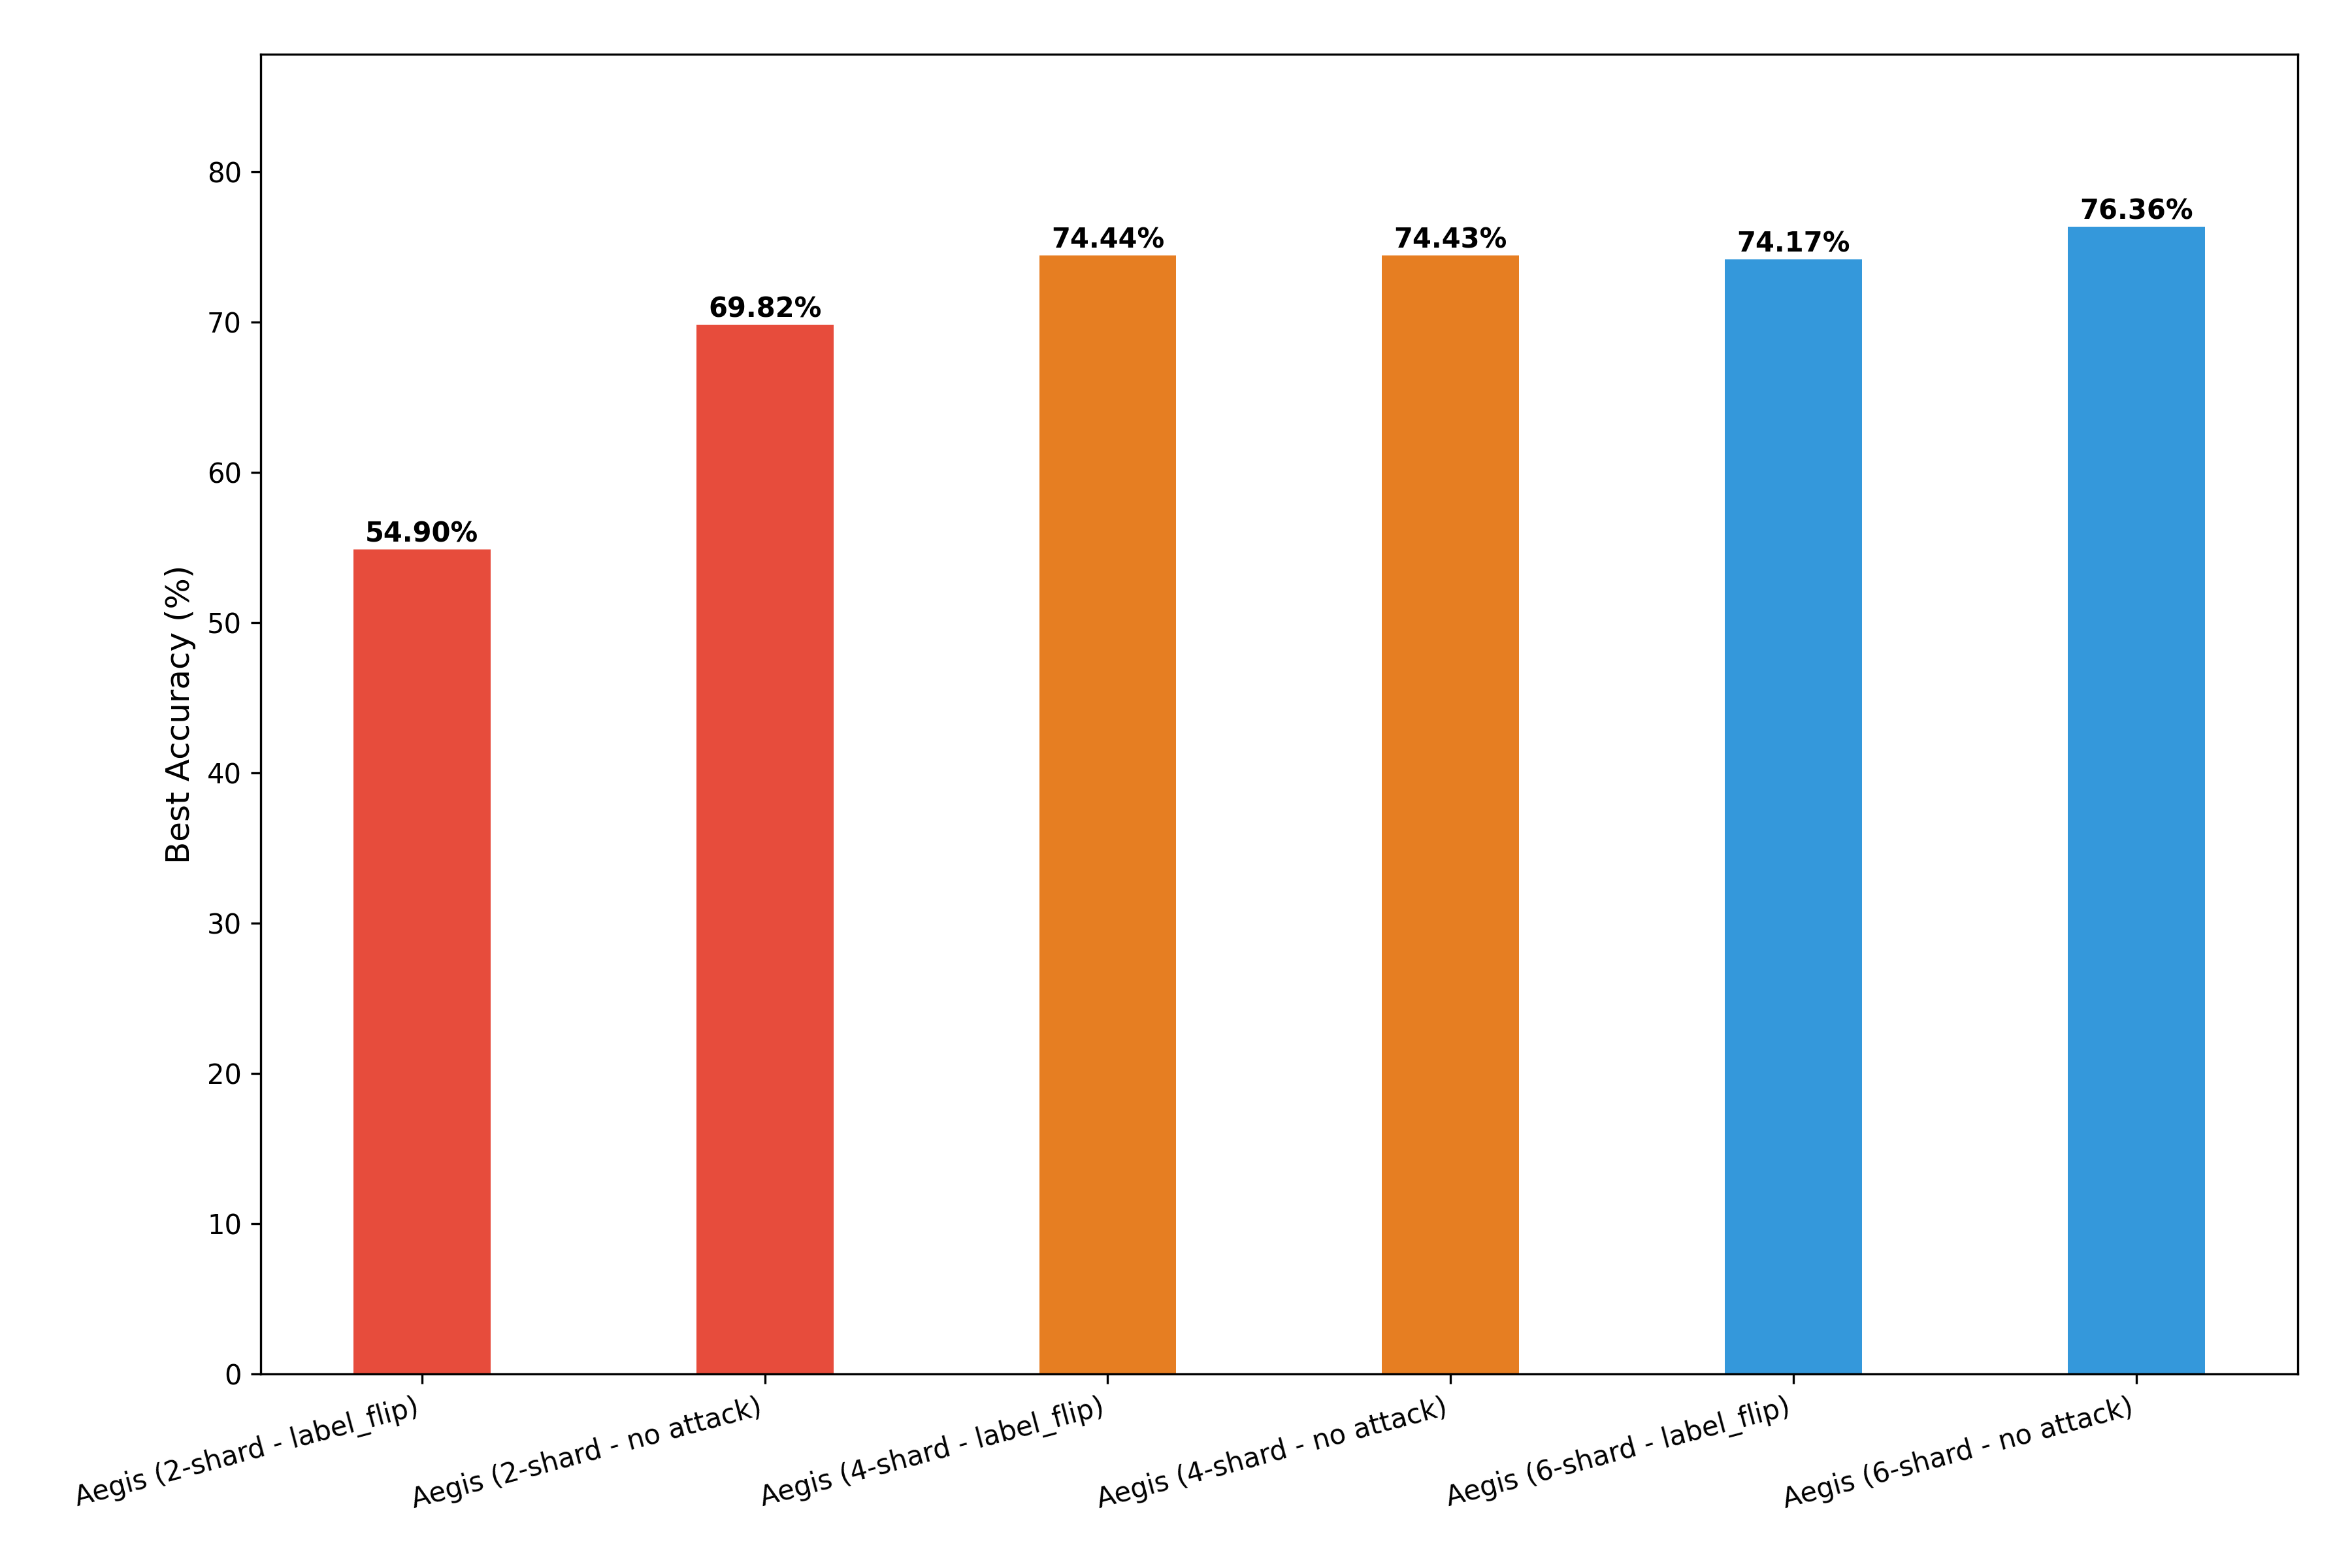 Best Accuracy (%)
80
70
60
50
40
30
20
10
0
54.90%
69.82%
74.44%
74.43%
74.17%
76.36%
Aegis (2-shard - label_flip)
Aegis (2-shard - no attack)
Aegis (4-shard - label_flip)
Aegis (4-shard - no attack)
Aegis (6-shard - label_flip)
Aegis (6-shard - no attack)